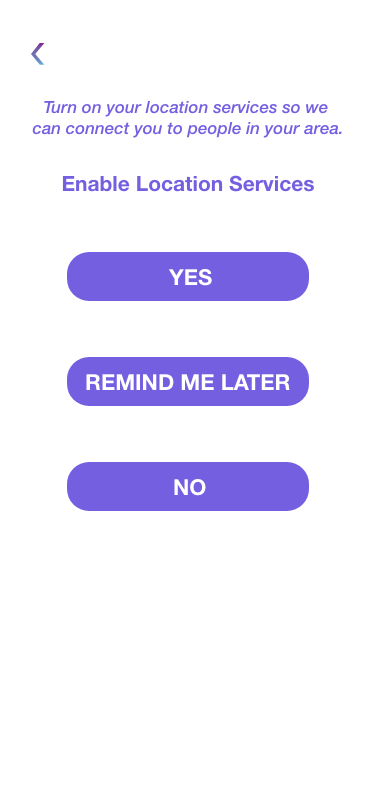 Turn on your location services so we
can connect you to people in your area.
Enable Location Services
YES
REMIND ME LATER
NO